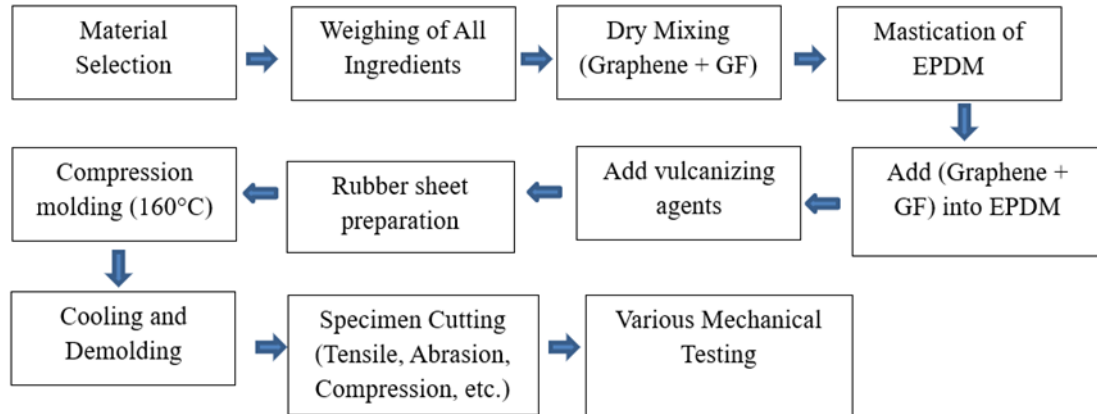 Material
Selection
Weighing of All
Ingredients
Dry Mixing
(Graphene + GF)
Mastication of
EPDM
Add (Graphene +
GF) into EPDM
Add vulcanizing
agents
Rubber sheet
preparation
Compression
molding (160°C)
Cooling and
Demolding
Specimen Cutting
(Tensile, Abrasion,
Compression, etc.)
Various Mechanical
Testing